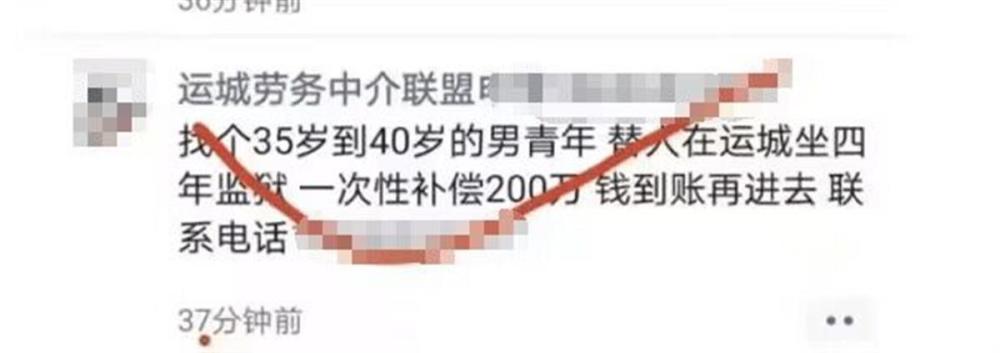 36分钟前
运城劳务中介联盟
找个35岁到40岁的男青年 替人在运城坐四
年监狱 一次性补偿200万 钱到账再进去 联
系电话
37分钟前